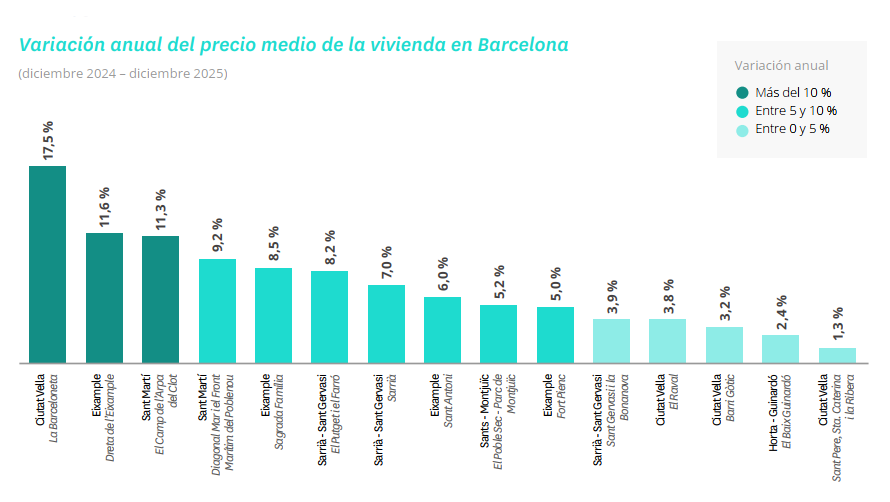 Variación anual del precio medio de la vivienda en Barcelona
(diciembre 2024 – diciembre 2025)
Variación anual
Más del 10 %
Entre 5 y 10 %
Entre 0 y 5 %
17,5 %
11,6 %
11,3 %
9,2 %
8,5 %
8,2 %
7,0 %
6,0 %
5,2 %
5,0 %
3,9 %
3,8 %
3,2 %
2,4 %
1,3 %
Ciutat Vella
La Barceloneta
Eixample
Dreta de l'Eixample
Sant Martí
El Camp de l'Arpa
del Clot
Sant Martí
Diagonal Mar i el Front
Marítim del Poblenou
Eixample
Sagrada Família
Sarrià - Sant Gervasi
El Putget i el Farró
Sarrià - Sant Gervasi
Sarrià
Eixample
Sant Antoni
Sants - Montjuïc
El Poble Sec - Parc de
Montjuïc
Eixample
Fort Pienc
Sarrià - Sant Gervasi
Sant Gervasi i la
Bonanova
Ciutat Vella
El Raval
Ciutat Vella
Barri Gòtic
Horta - Guinardó
El Baix Guinardó
Ciutat Vella
Sant Pere, Sta. Caterina
i la Ribera